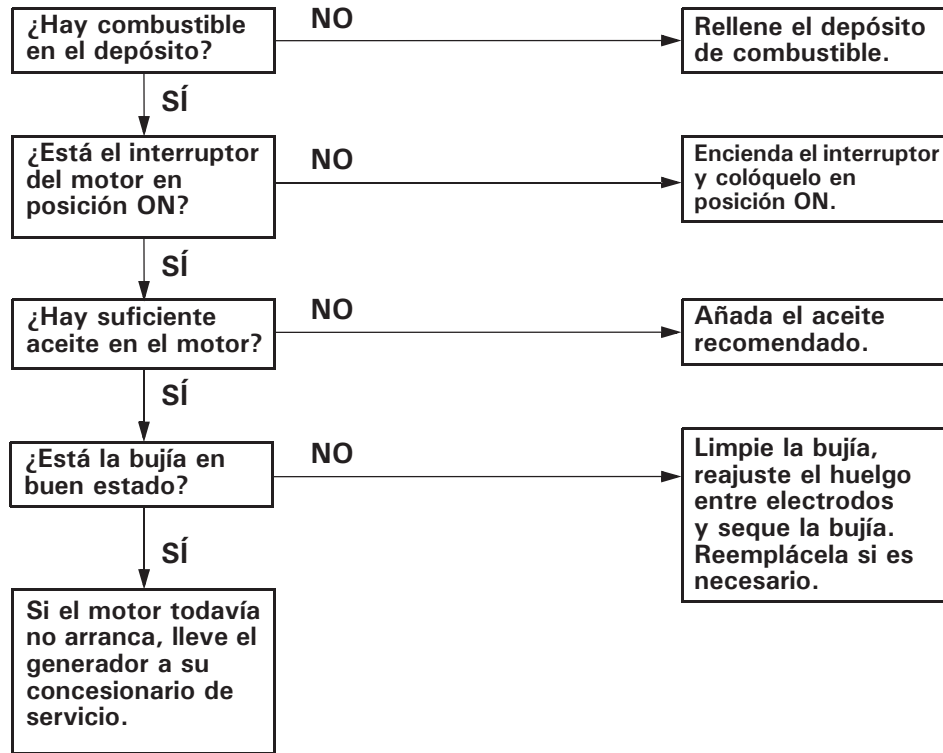 ¿Hay combustible
en el depósito?
NO
Rellene el depósito
de combustible.
SÍ
¿Está el interruptor
del motor en
posición ON?
NO
Encienda el interruptor
y colóquelo en
posición ON.
SÍ
¿Hay suficiente
aceite en el motor?
NO
Añada el aceite
recomendado.
SÍ
¿Está la bujía en
buen estado?
NO
Limpie la bujía,
reajuste el huelgo
entre electrodos
y seque la bujía.
Reemplácela si es
necesario.
SÍ
Si el motor todavía
no arranca, lleve el
generador a su
concesionario de
servicio.